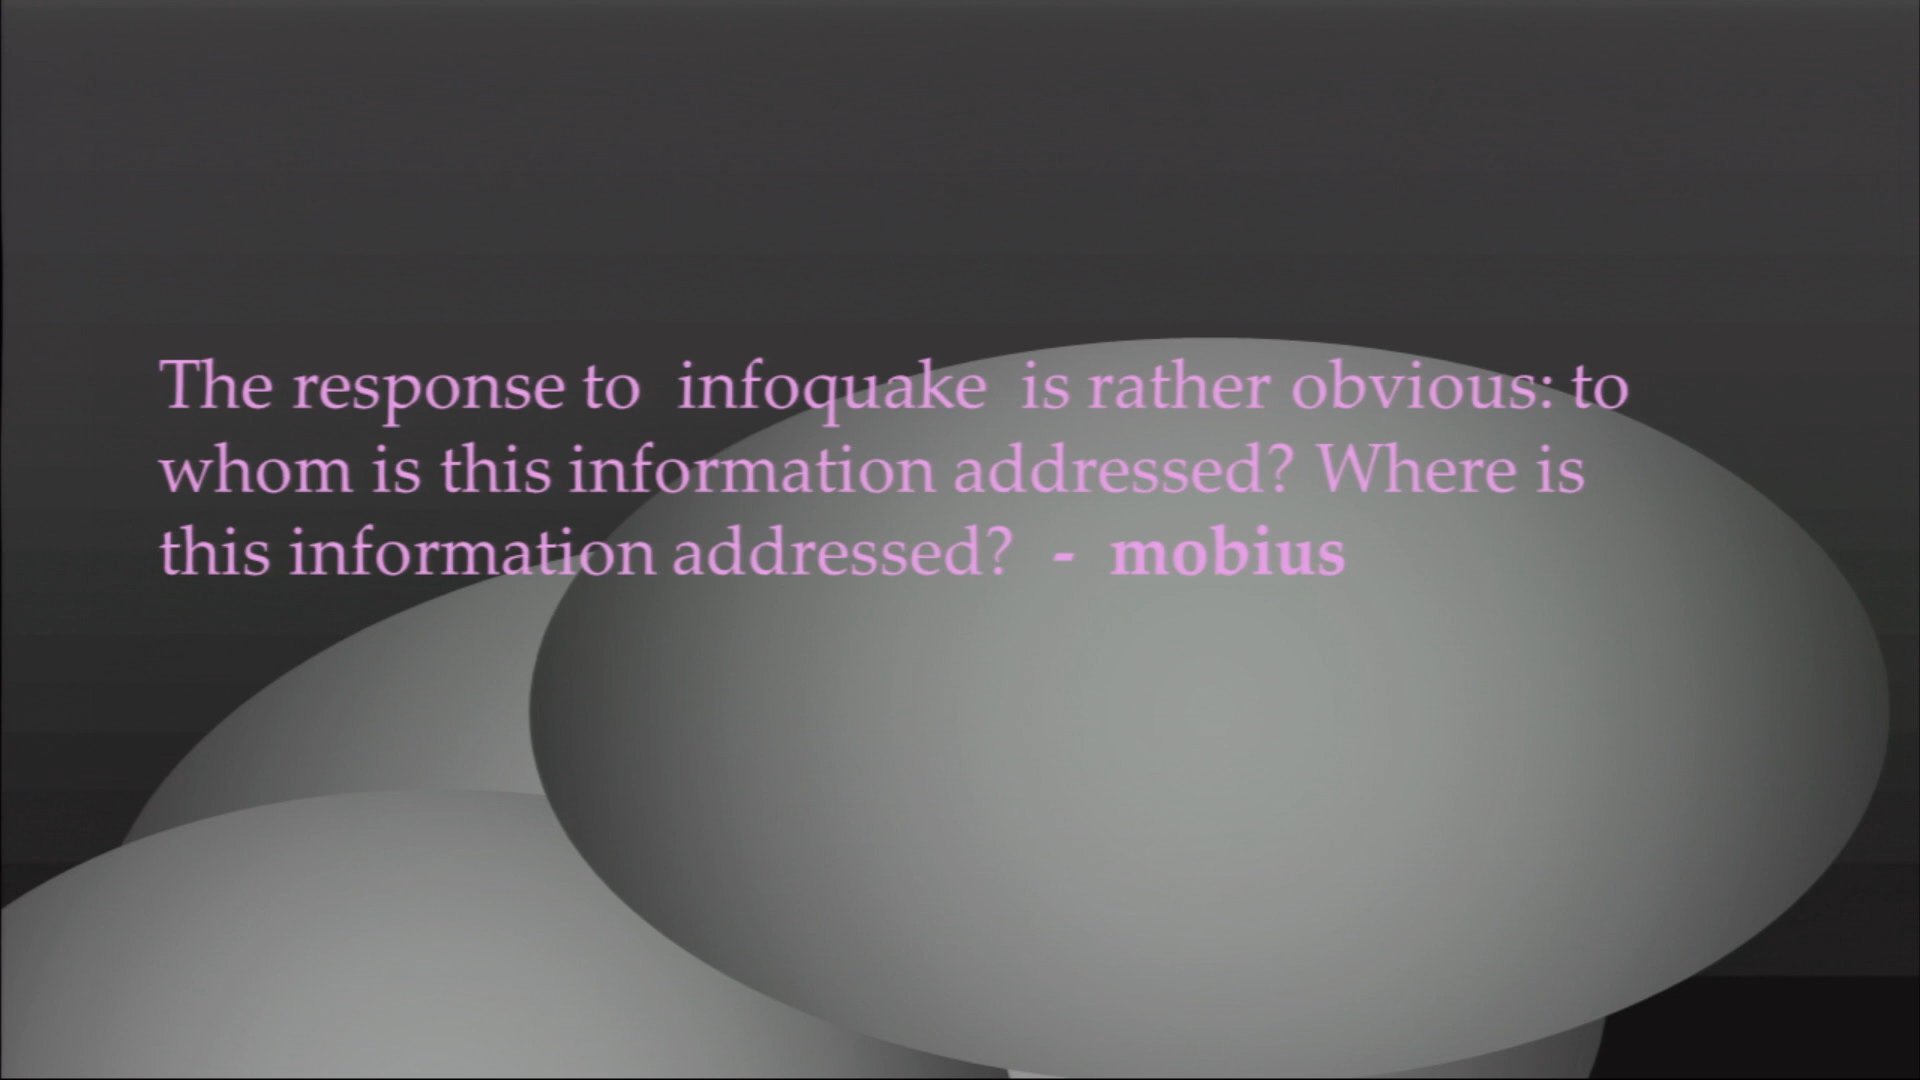 The response to  infoquake  is rather obvious: to
whom is this information addressed? Where is
this information addressed?  -  mobius